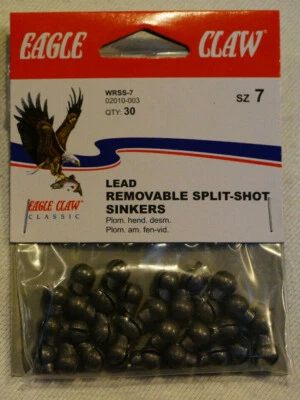 EAGLE CLAW
WRSS-7
02010-003
QTY: 30
SZ 7
EAGLE CLAW
CLASSIC
LEAD
REMOVABLE SPLIT-SHOT
SINKERS
Plom. hend. desm.
Plom. am. fen-vid.